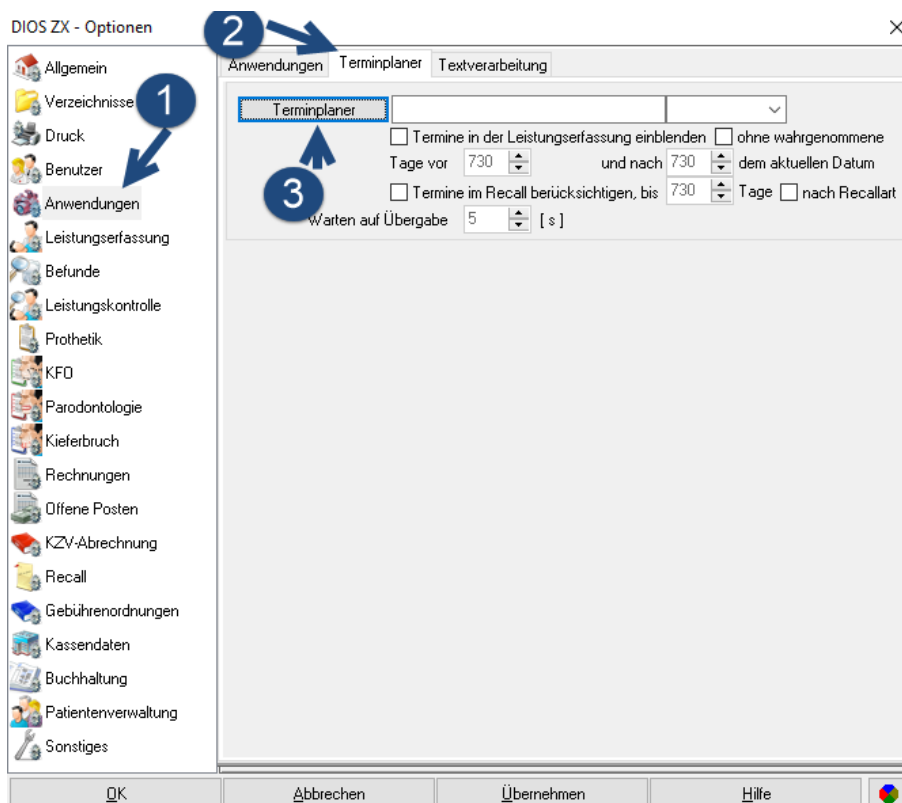 DIOS ZX - Optionen
2
Allgemein
Verzeichnisse
1
Druck
Benutzer
Anwendungen
Leistungserfassung
Befunde
Leistungskontrolle
Prothetik
KFO
Parodontologie
Kieferbruch
Rechnungen
Offene Posten
KZV-Abrechnung
Recall
Gebührenordnungen
Kassendaten
Buchhaltung
Patientenverwaltung
Sonstiges
Anwendungen Terminplaner Textverarbeitung
Terminplaner
Termine in der Leistungserfassung einblenden ohne wahrgenommene
Tage vor 730 und nach 730 dem aktuellen Datum
3
Termine im Recall berücksichtigen, bis 730 Tage nach Recallart
Warten auf Übergabe 5 [ s ]
OK Abbrechen Übernehmen Hilfe